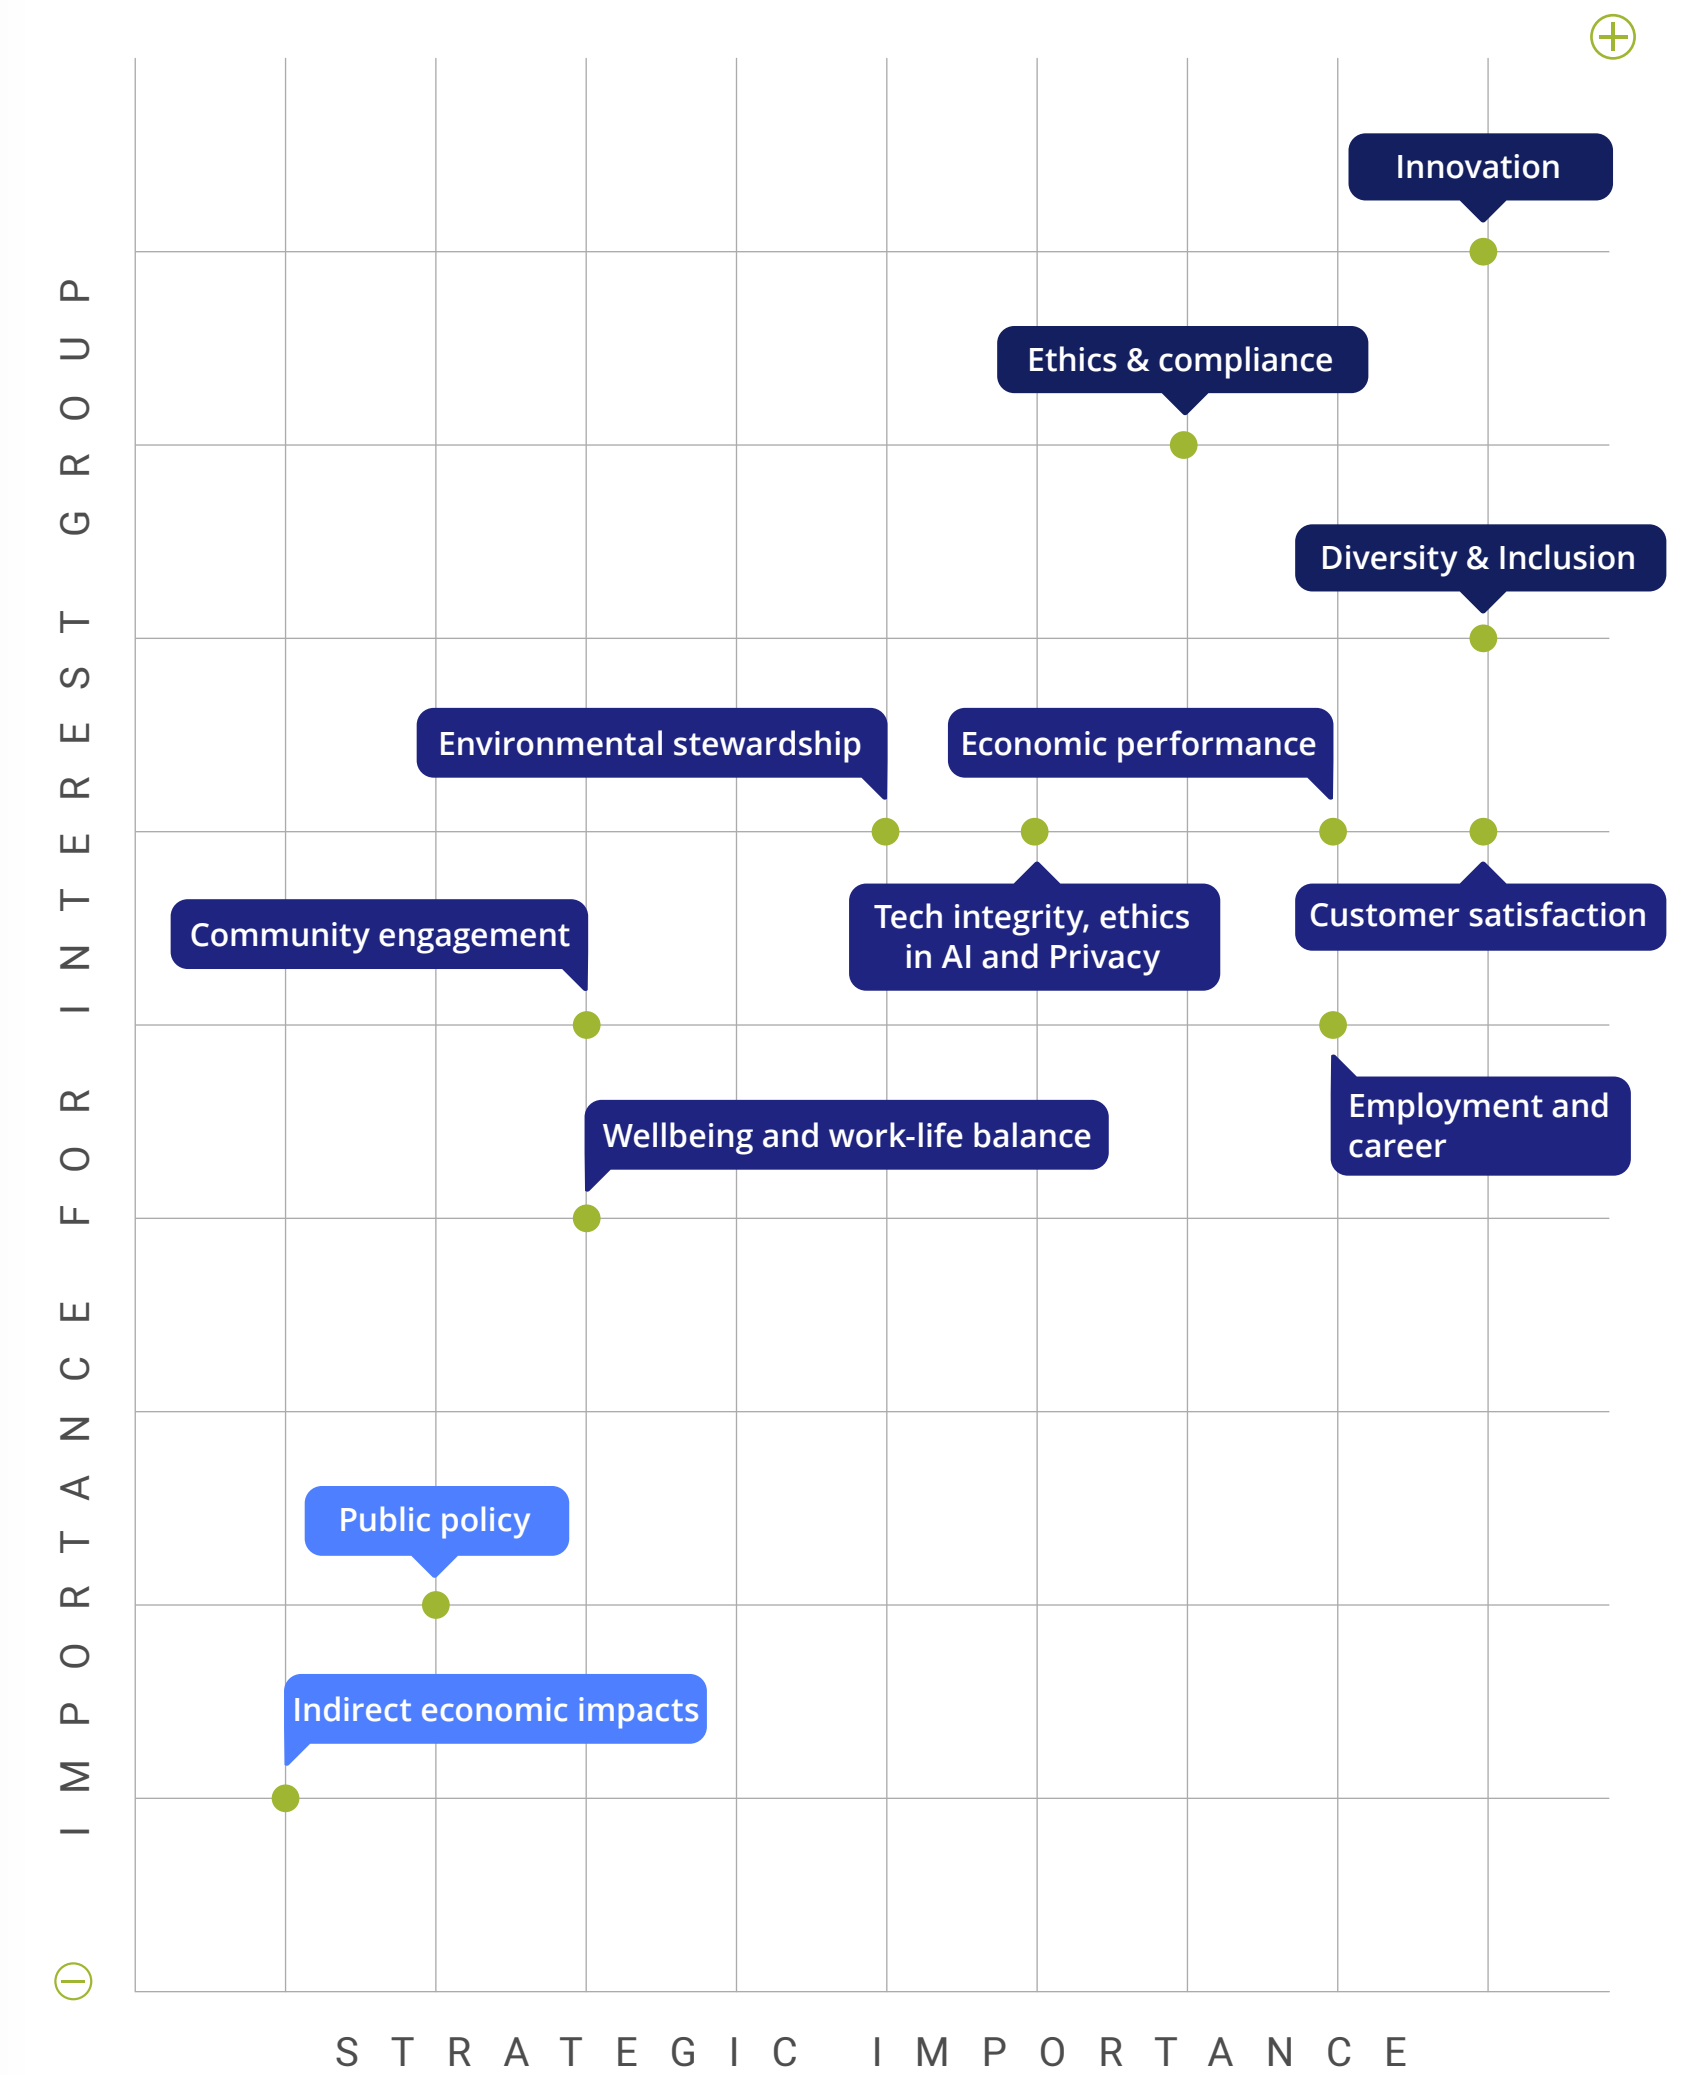 Innovation
Ethics & compliance
Diversity & Inclusion
Environmental stewardship
Economic performance
Tech integrity, ethics
in AI and Privacy
Customer satisfaction
Community engagement
Employment and
career
Wellbeing and work-life balance
Public policy
Indirect economic impacts
IMPORTANCE FOR INTEREST GROUP
STRATEGIC IMPORTANCE